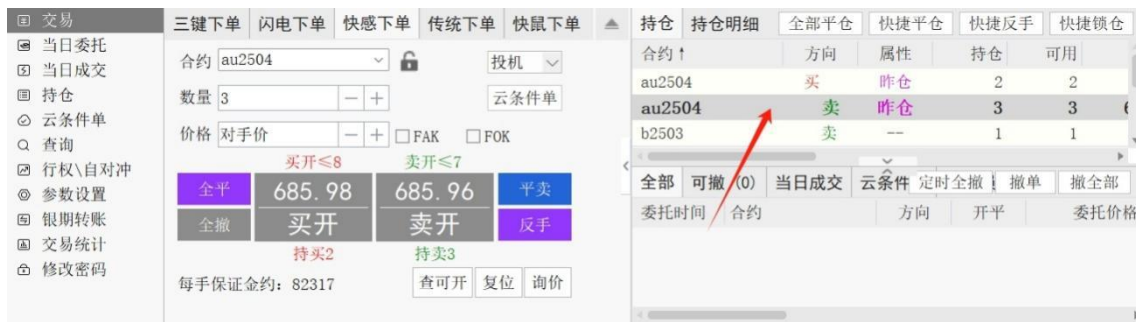 交易
当日委托
当日成交
持仓
云条件单
查询
行权\自对冲
参数设置
银期转账
交易统计
修改密码
三键下单 闪电下单 快感下单 传统下单 快鼠下单
合约 au2504 投机
数量 3 云条件单
价格 对手价 FAK FOK
买开≤8 卖开≤7
全平 685.98 685.96 平卖
全撤 买开 卖开 反手
持买2 持卖3
每手保证金约: 82317 查可开 复位 询价
持仓 持仓明细 全部平仓 快捷平仓 快捷反手 快捷锁仓
合约↑ 方向 属性 持仓 可用
au2504 买 昨仓 2 2
au2504 卖 昨仓 3 3
b2503 卖 -- 1 1
全部 可撤 (0) 当日成交 云条件 定时全撤 撤单 撤全部
委托时间 合约 方向 开平 委托价格